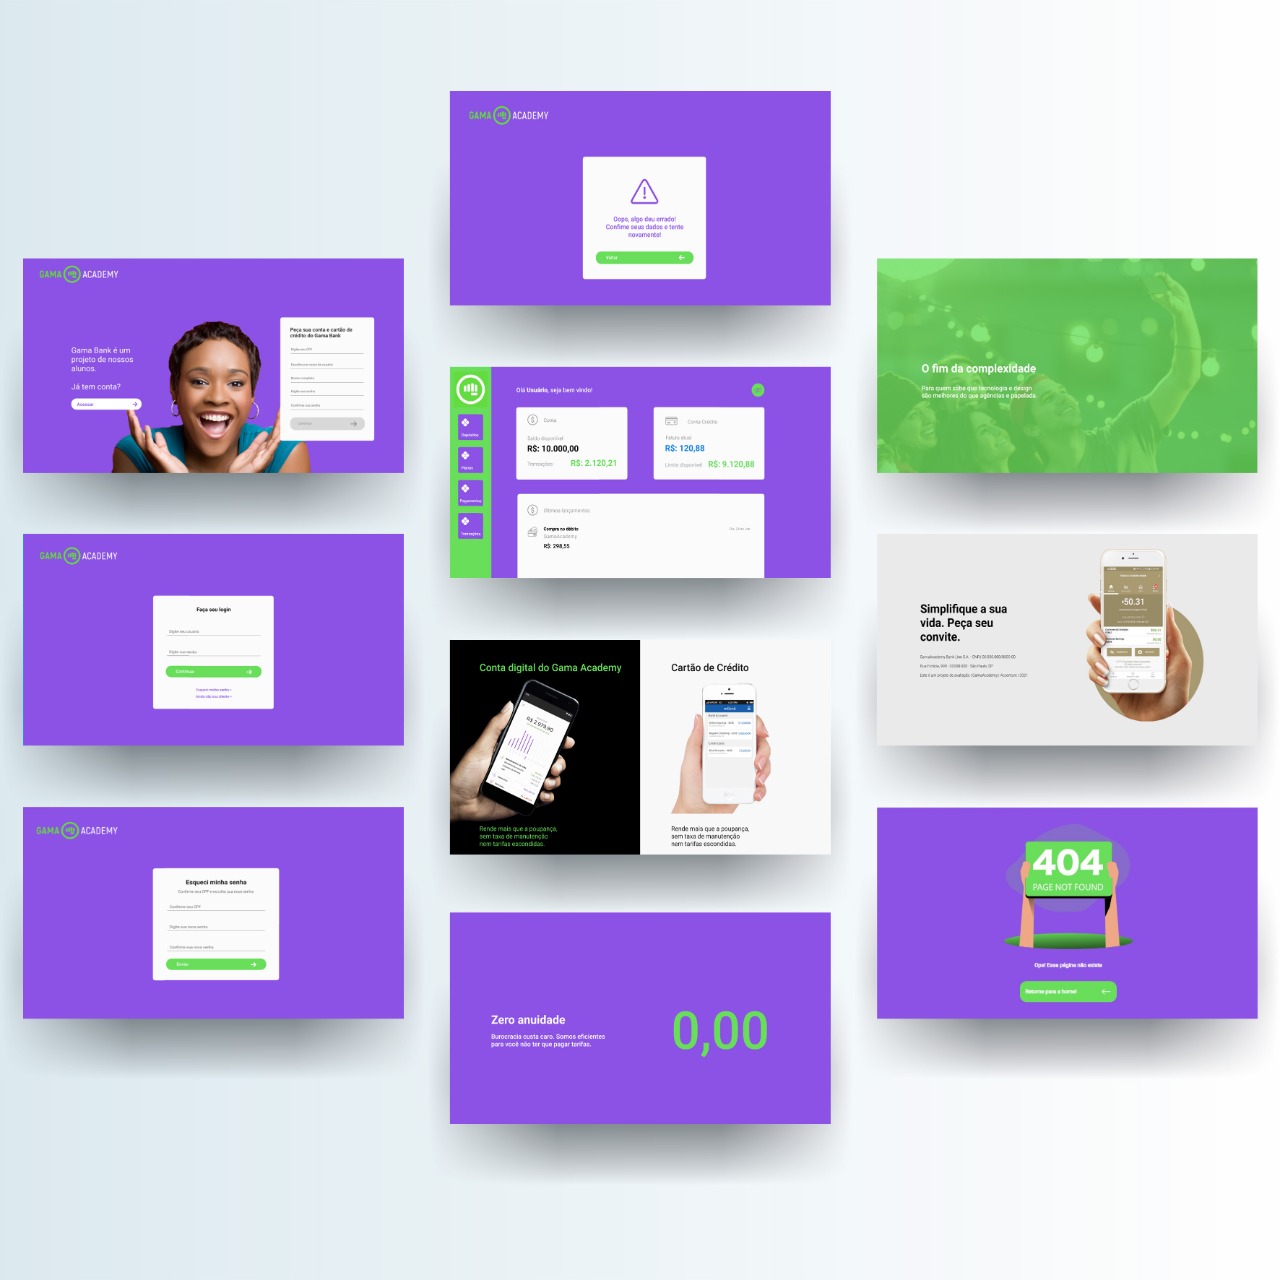 GAMA ACADEMY
Gama Bank é um
projeto de nossos
alunos.
Já tem conta?
Acessar
Peça sua conta e cartão de
crédito do Gama Bank
Digite seu CPF
Nome completo
Digite sua senha
Confirme sua senha
GAMA ACADEMY
Faça seu login
Digite seu usuário
Digite sua senha
Continuar
Esqueci minha senha >
Ainda não sou cliente >
GAMA ACADEMY
Esqueci minha senha
Confirme seu CPF e escolha sua nova senha
Confirme seu CPF
Digite sua nova senha
Confirme sua nova senha
Enviar
GAMA ACADEMY
Oops, algo deu errado!
Confirme seus dados e tente
novamente!
Voltar
Olá Usuário, seja bem vindo!
Depósitos
Planos
Pagamentos
Transações
Conta
Saldo disponível
R$: 10.000,00
Transações R$: 2.120,21
Conta Crédito
Fatura atual
R$: 120,88
Limite disponível R$: 9.120,88
Últimos lançamentos
Compra no débito
GamaAcademy
R$: 298,55
Conta digital do Gama Academy
Rende mais que a poupança,
sem taxa de manutenção
nem tarifas escondidas.
Cartão de Crédito
Rende mais que a poupança,
sem taxa de manutenção
nem tarifas escondidas.
Zero anuidade
Burocracia custa caro. Somos eficientes
para você não ter que pagar tarifas.
0,00
O fim da complexidade
Para quem sabe que tecnologia e design
são melhores do que agências e papelada.
Simplifique a sua
vida. Peça seu
convite.
50.31
404
PAGE NOT FOUND
Ops! Essa página não existe
Retorne para a home!